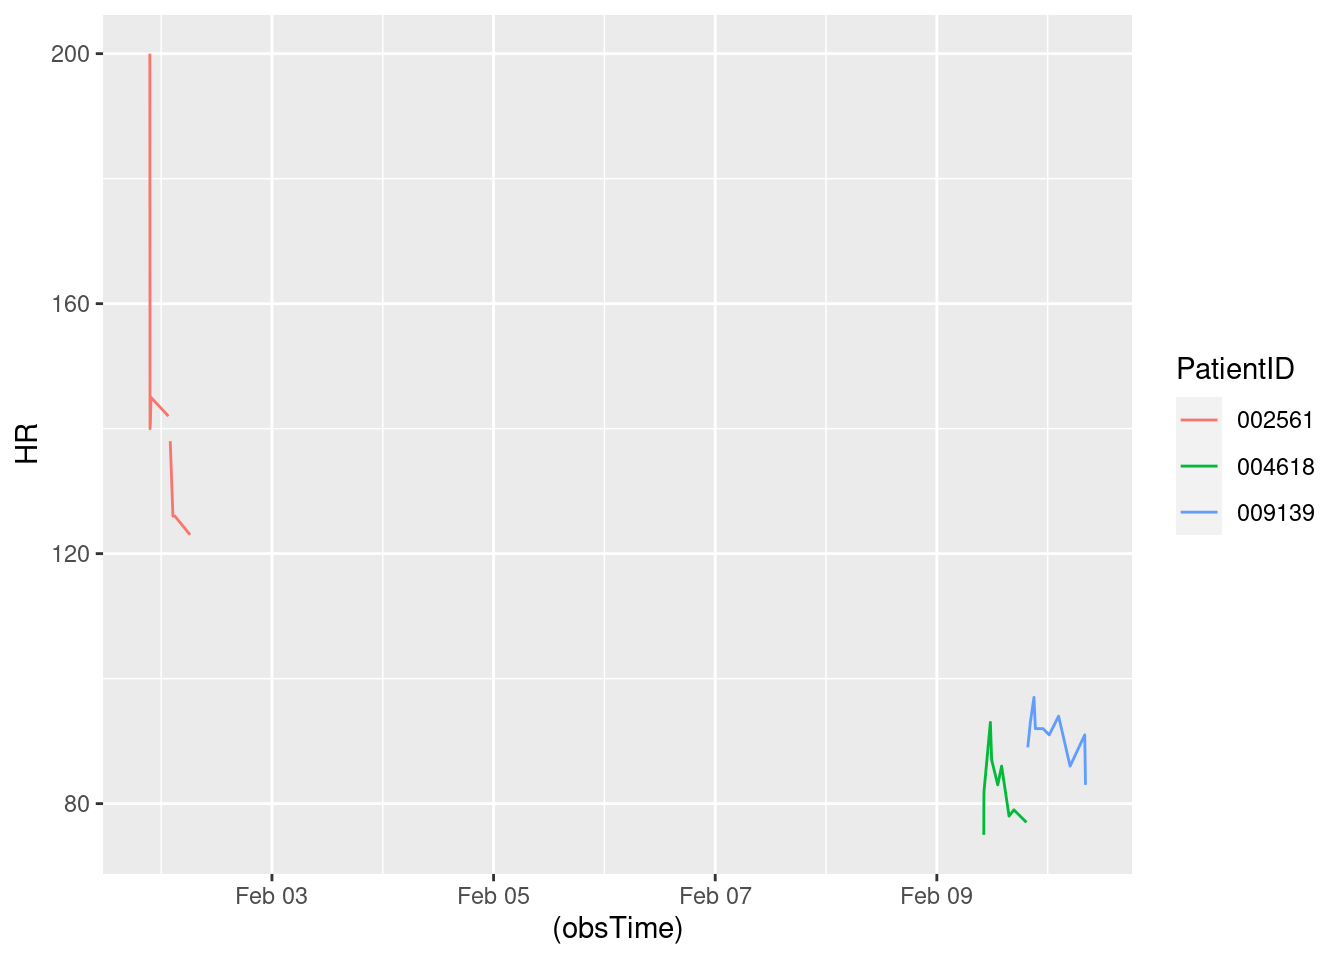 200
160
120
80
HR
Feb 03
Feb 05
Feb 07
Feb 09
(obsTime)
PatientID
002561
004618
009139